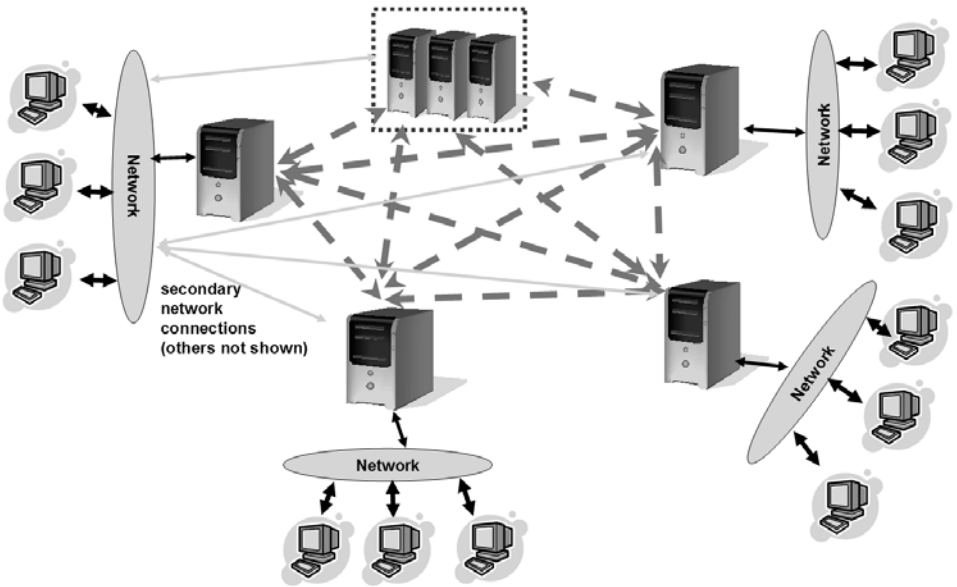 Network
Network
secondary
network
connections
(others not shown)
Network
Network